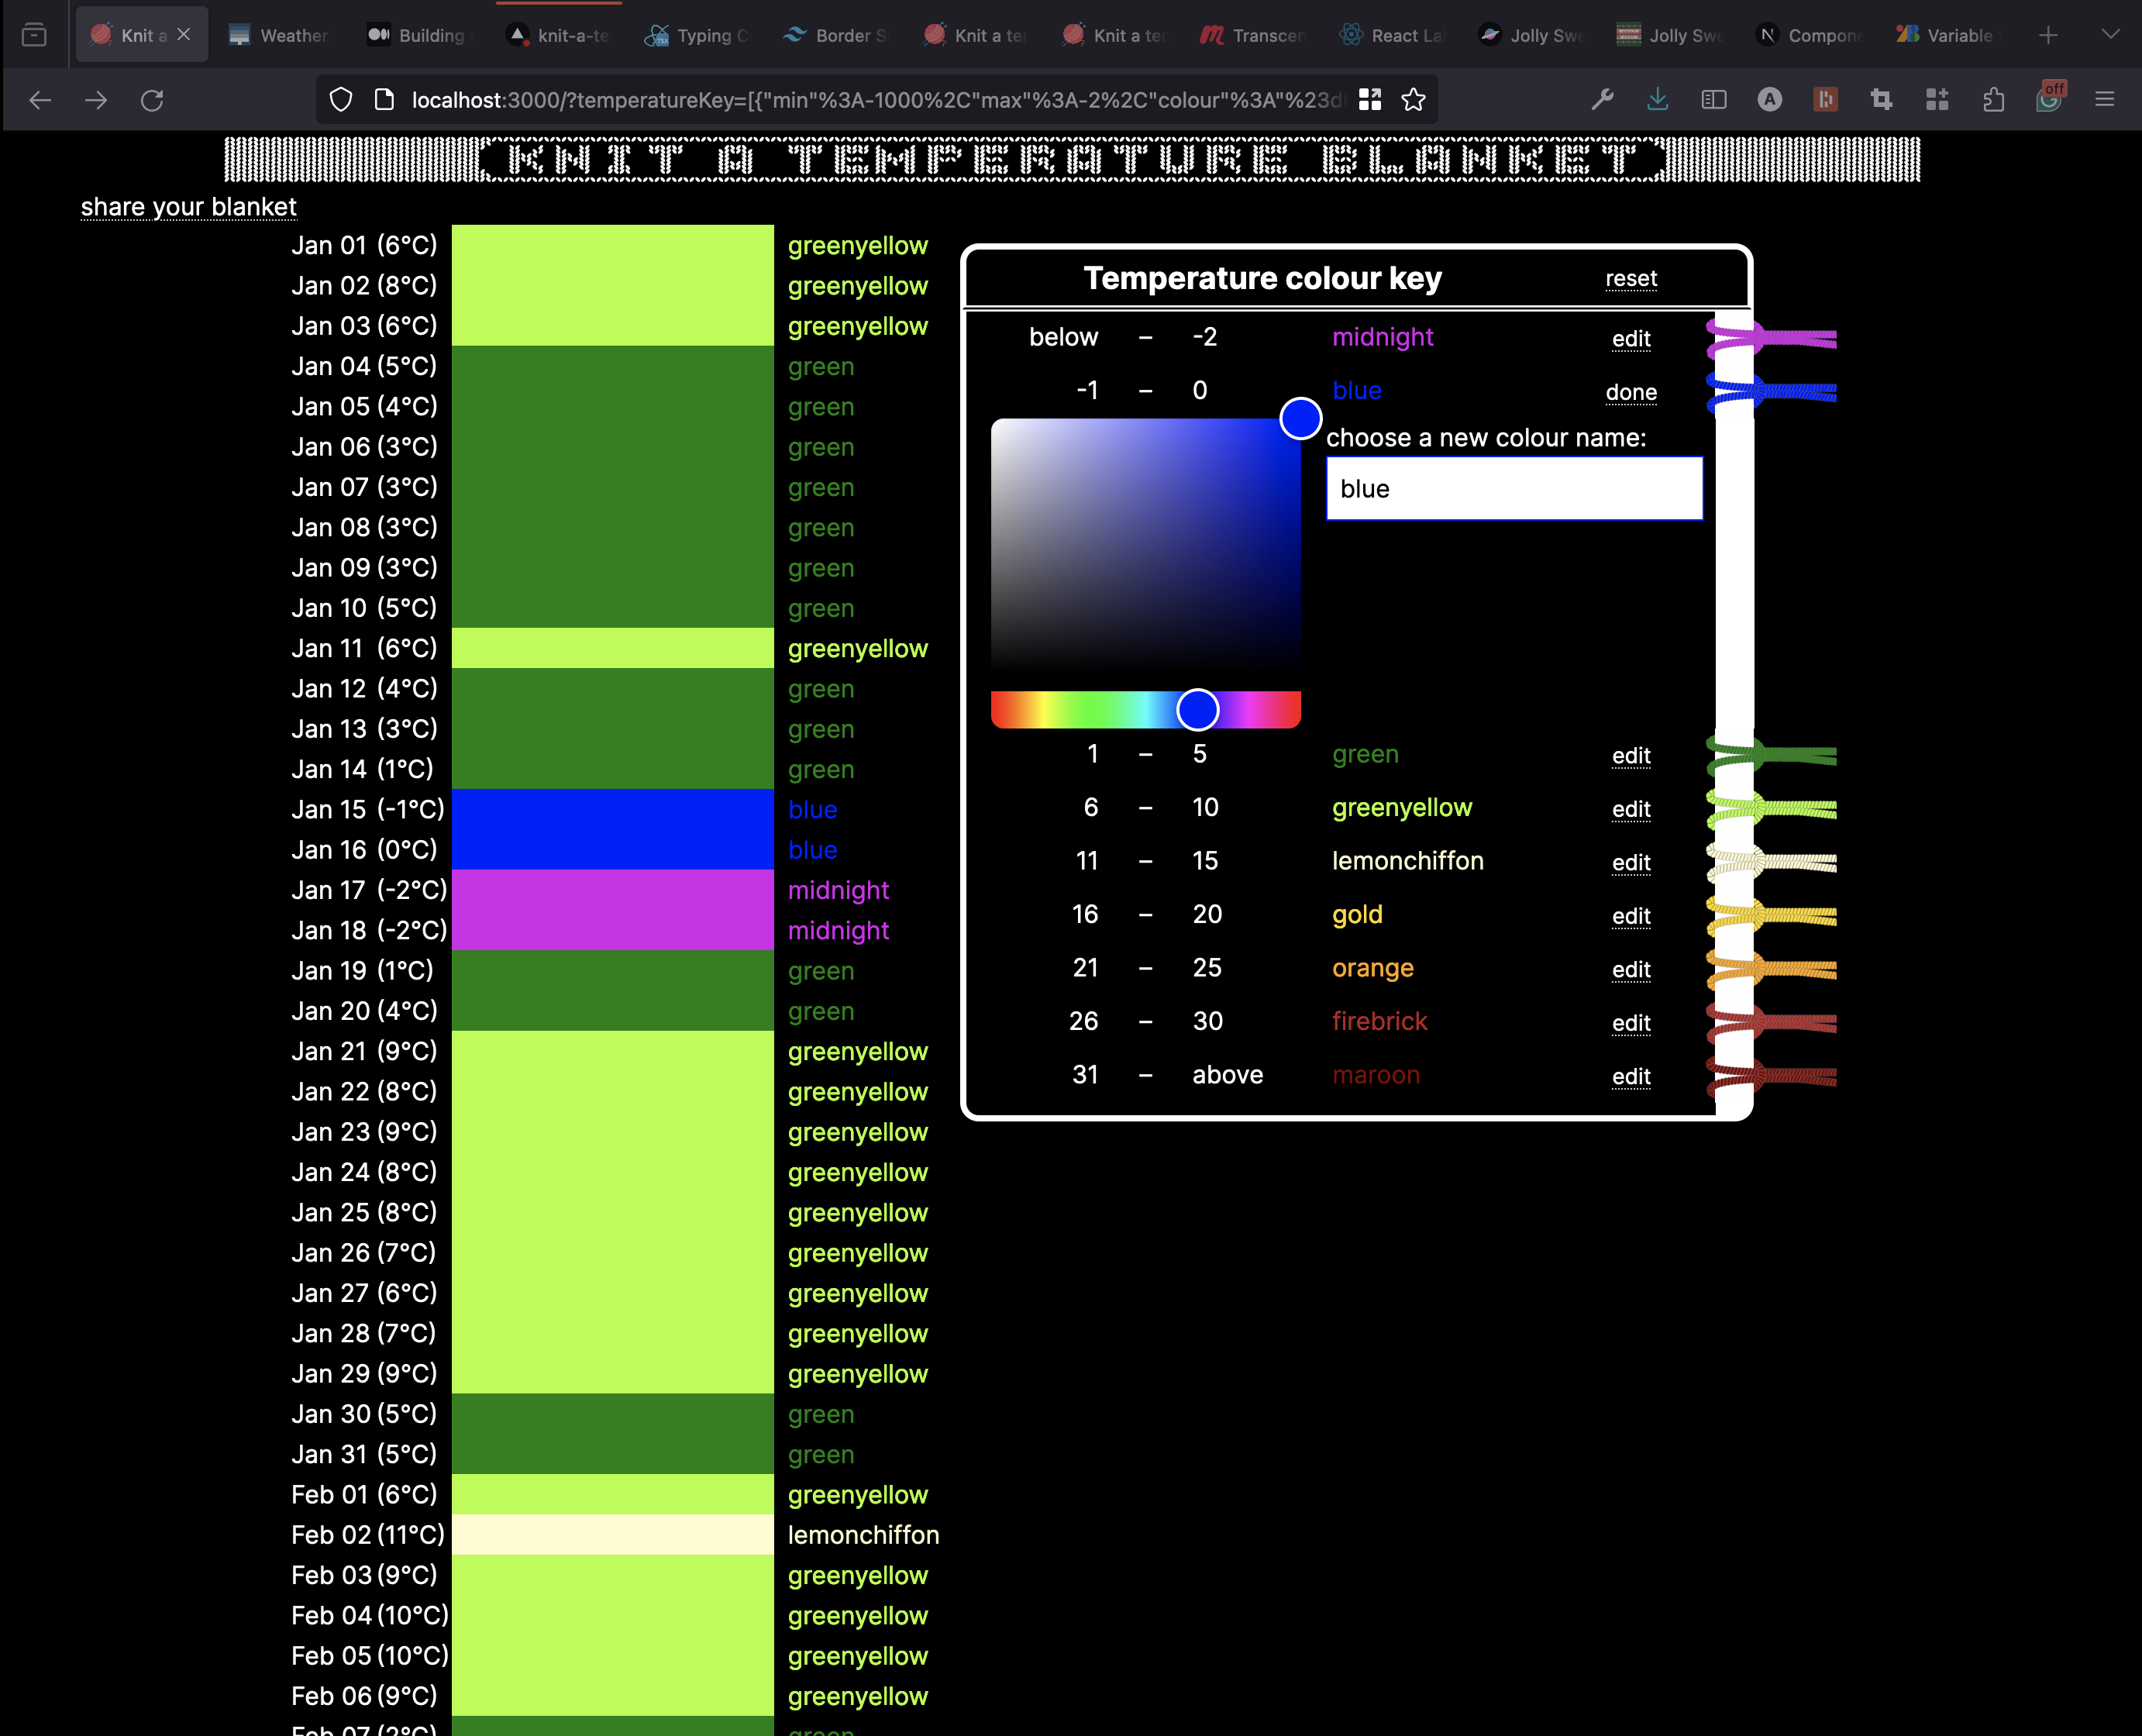 Knit a
Weather
Building
knit-a-te
Typing C
Border S
Knit a ter
Knit a ter
Transcen
React La
Jolly Swe
Jolly Swe
Compon
Variable
localhost:3000/?temperatureKey=[{"min"%3A-1000%2C"max"%3A-2%2C"colour"%3A"%23d
off
KNIT A TEMPERATURE BLANKET
share your blanket
Jan 01 (6°C) greenyellow
Jan 02 (8°C) greenyellow
Jan 03 (6°C) greenyellow
Jan 04 (5°C) green
Jan 05 (4°C) green
Jan 06 (3°C) green
Jan 07 (3°C) green
Jan 08 (3°C) green
Jan 09 (3°C) green
Jan 10 (5°C) green
Jan 11 (6°C) greenyellow
Jan 12 (4°C) green
Jan 13 (3°C) green
Jan 14 (1°C) green
Jan 15 (-1°C) blue
Jan 16 (0°C) blue
Jan 17 (-2°C) midnight
Jan 18 (-2°C) midnight
Jan 19 (1°C) green
Jan 20 (4°C) green
Jan 21 (9°C) greenyellow
Jan 22 (8°C) greenyellow
Jan 23 (9°C) greenyellow
Jan 24 (8°C) greenyellow
Jan 25 (8°C) greenyellow
Jan 26 (7°C) greenyellow
Jan 27 (6°C) greenyellow
Jan 28 (7°C) greenyellow
Jan 29 (9°C) greenyellow
Jan 30 (5°C) green
Jan 31 (5°C) green
Feb 01 (6°C) greenyellow
Feb 02 (11°C) lemonchiffon
Feb 03 (9°C) greenyellow
Feb 04 (10°C) greenyellow
Feb 05 (10°C) greenyellow
Feb 06 (9°C) greenyellow
Feb 07 (2°C) green
Temperature colour key reset
below – -2 midnight edit
-1 – 0 blue done
choose a new colour name:
blue
1 – 5 green edit
6 – 10 greenyellow edit
11 – 15 lemonchiffon edit
16 – 20 gold edit
21 – 25 orange edit
26 – 30 firebrick edit
31 – above maroon edit